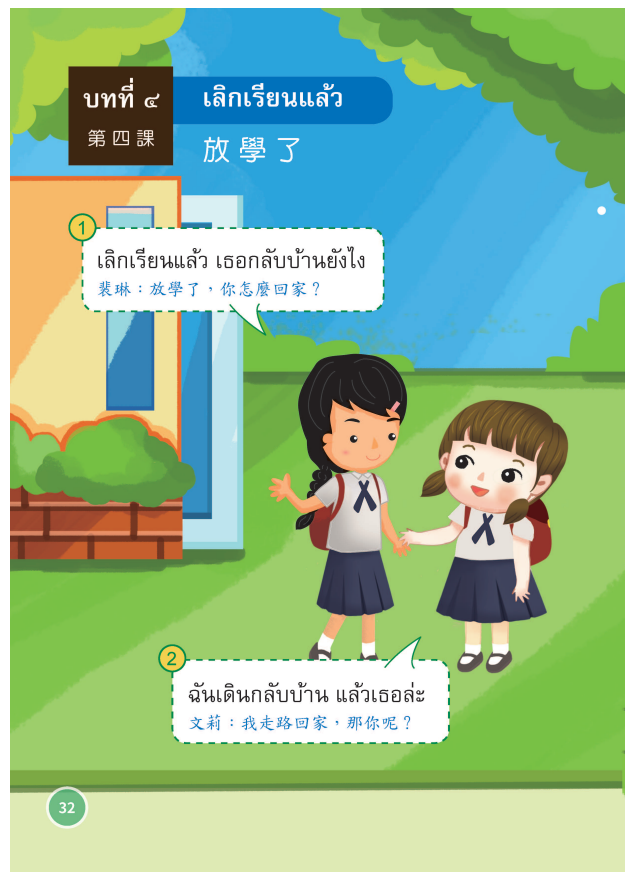 บทที่ ๔
第四課
เลิกเรียนแล้ว
放學了
1
เลิกเรียนแล้ว เธอกลับบ้านยังไง
裴琳：放學了，你怎麼回家？
2
ฉันเดินกลับบ้าน แล้วเธอล่ะ
文莉：我走路回家，那你呢？
32